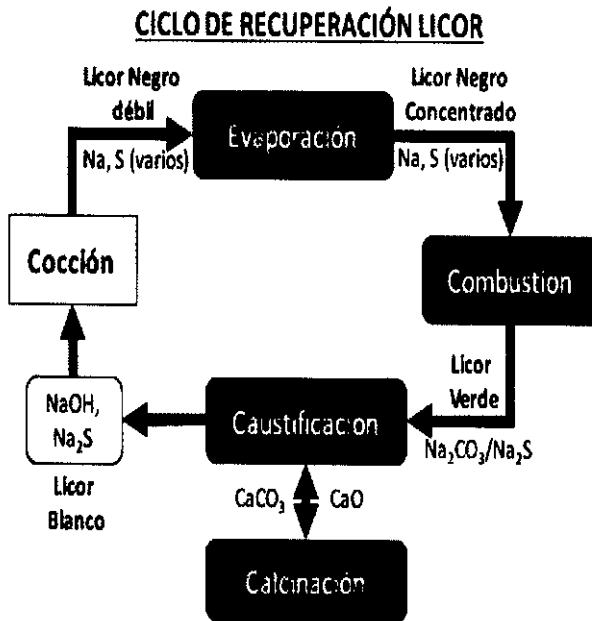 CICLO DE RECUPERACIÓN LICOR
Licor Negro
débil
Licor Negro
Concentrado
Evaporación
Na, S (varios)
Na, S (varios)
Cocción
Combustion
Licor
Verde
NaOH,
Na₂S
Caustificación
Na₂CO₃/Na₂S
Licor
Blanco
CaCO₃
CaO
Calcinación